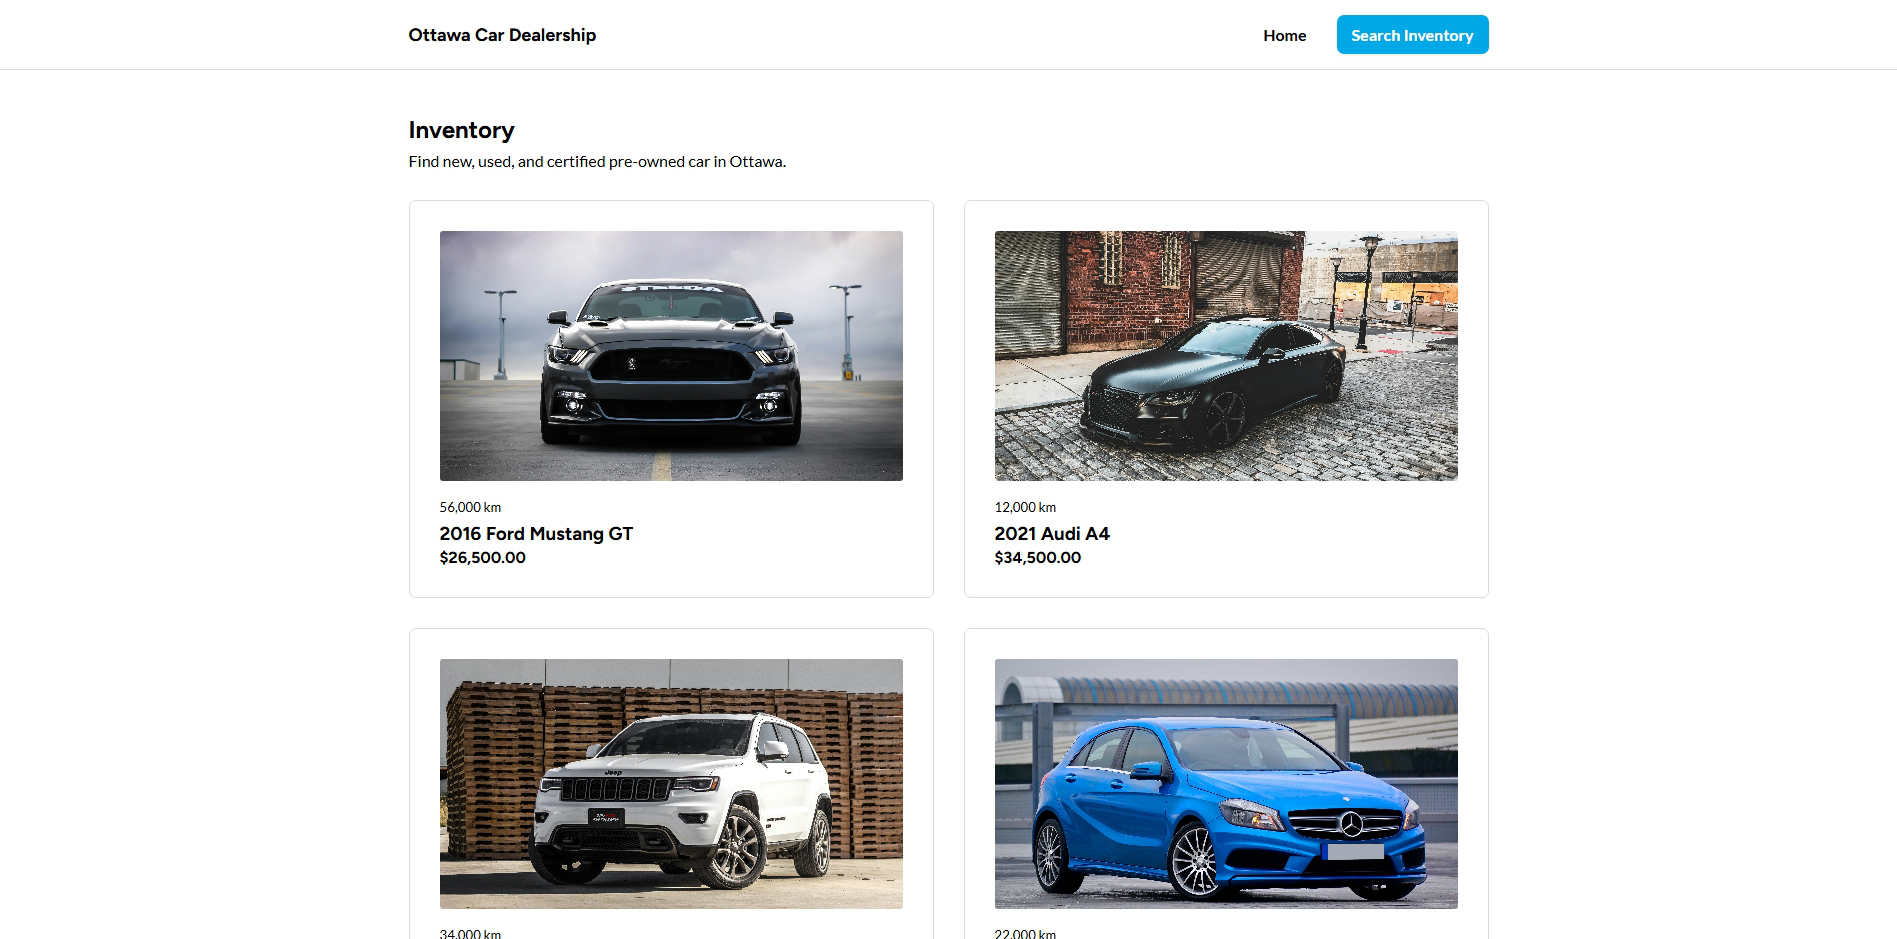 Ottawa Car Dealership
Home
Search Inventory
Inventory
Find new, used, and certified pre-owned car in Ottawa.
STEEDA
56,000 km
2016 Ford Mustang GT
$26,500.00
12,000 km
2021 Audi A4
$34,500.00
Jeep
34,000 km
22,000 km